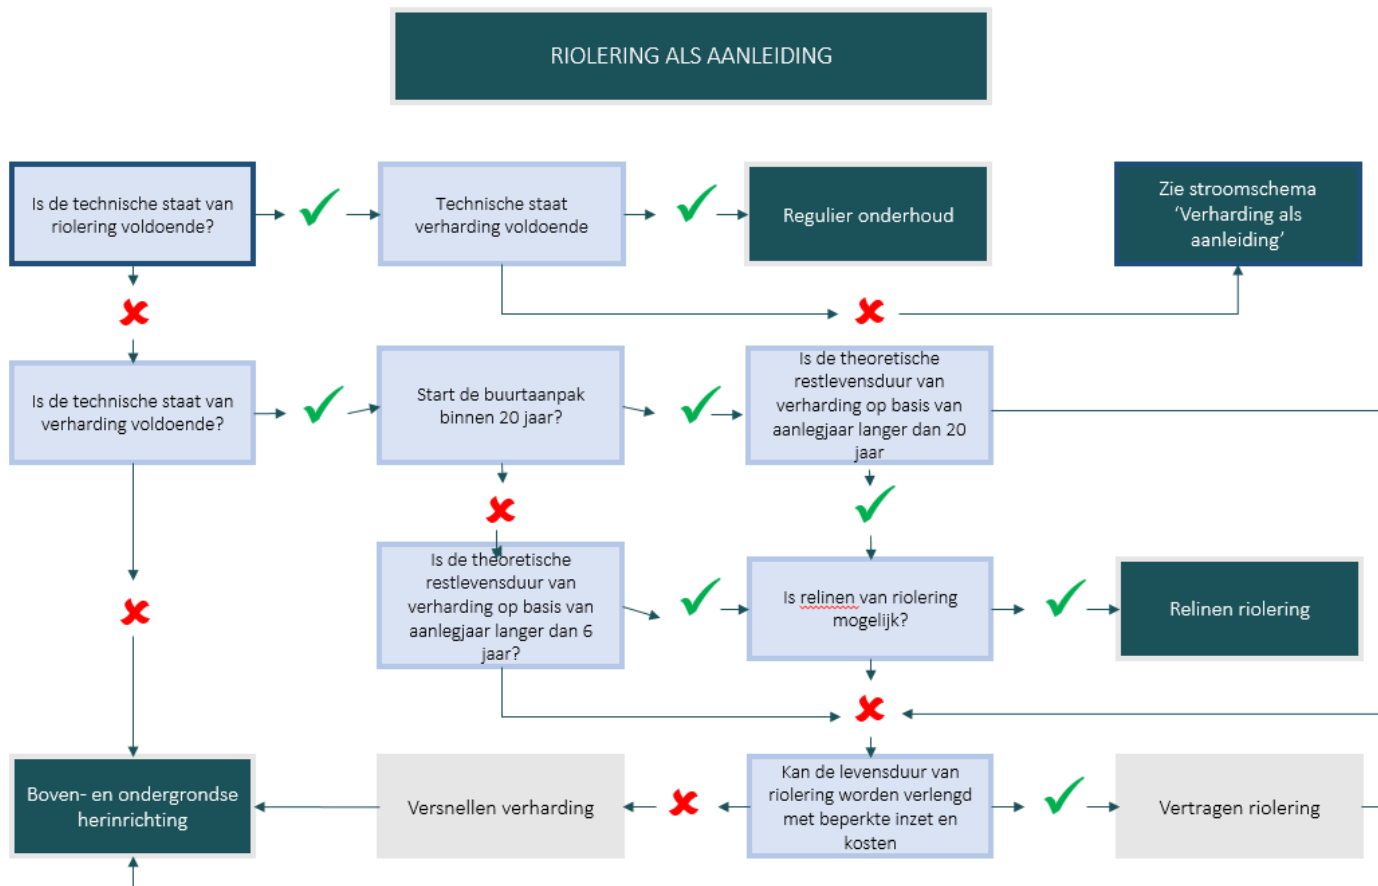 RIOLERING ALS AANLEIDING
Is de technische staat van
riolering voldoende?
Technische staat
verharding voldoende
Regulier onderhoud
Zie stroomschema
‘Verharding als
aanleiding’
Is de technische staat van
verharding voldoende?
Start de buurtaanpak
binnen 20 jaar?
Is de theoretische
restlevensduur van
verharding op basis van
aanlegjaar langer dan 20
jaar
Is de theoretische
restlevensduur van
verharding op basis van
aanlegjaar langer dan 6
jaar?
Is relinen van riolering
mogelijk?
Relinen riolering
Boven- en ondergrondse
herinrichting
Versnellen verharding
Kan de levensduur van
riolering worden verlengd
met beperkte inzet en
kosten
Vertragen riolering